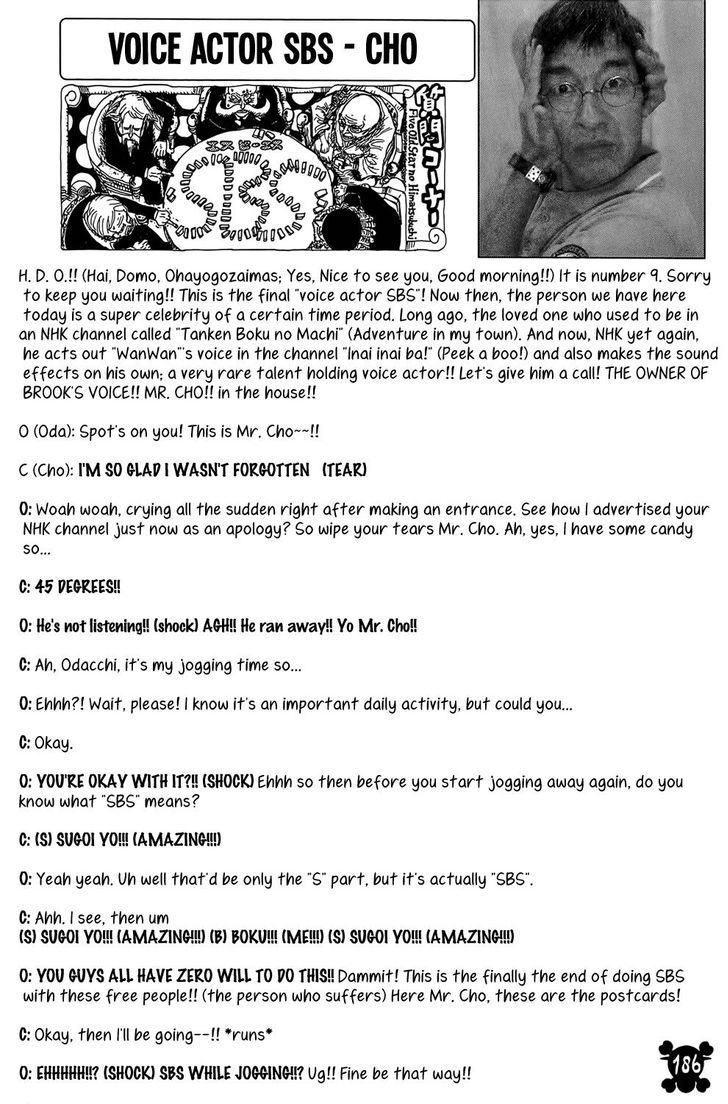 VOICE ACTOR SBS - CHO
質問コーナー
Five Old Star no Himatsubushi
エス ビー エス
SBS
H. D. O.!! (Hai, Domo, Ohayogozaimas; Yes, Nice to see you, Good morning!!) It is number 9. Sorry
to keep you waiting!! This is the final "voice actor SBS"! Now then, the person we have here
today is a super celebrity of a certain time period. Long ago, the loved one who used to be in
an NHK channel called "Tanken Boku no Machi" (Adventure in my town). And now, NHK yet again,
he acts out "WanWan"'s voice in the channel "Inai inai ba!" (Peek a boo!) and also makes the sound
effects on his own; a very rare talent holding voice actor!! Let's give him a call! THE OWNER OF
BROOK'S VOICE!! MR. CHO!! in the house!!
O (Oda): Spot's on you! This is Mr. Cho~~!!
C (Cho): I'M SO GLAD I WASN'T FORGOTTEN (TEAR)
O: Woah woah, crying all the sudden right after making an entrance. See how I advertised your
NHK channel just now as an apology? So wipe your tears Mr. Cho. Ah, yes, I have some candy
so...
C: 45 DEGREES!!
O: He's not listening!! (shock) AGH!! He ran away!! Yo Mr. Cho!!
C: Ah, Odacchi, it's my jogging time so...
O: Ehhh?! Wait, please! I know it's an important daily activity, but could you...
C: Okay.
O: YOU'RE OKAY WITH IT?!! (SHOCK) Ehhh so then before you start jogging away again, do you
know what "SBS" means?
C: (S) SUGOI YO!!! (AMAZING!!!)
O: Yeah yeah. Uh well that'd be only the "S" part, but it's actually "SBS".
C: Ahh. I see, then um
(S) SUGOI YO!!! (AMAZING!!!) (B) BOKU!!! (ME!!!) (S) SUGOI YO!!! (AMAZING!!!)
O: YOU GUYS ALL HAVE ZERO WILL TO DO THIS!! Dammit! This is the finally the end of doing SBS
with these free people!! (the person who suffers) Here Mr. Cho, these are the postcards!
C: Okay, then I'll be going--!! *runs*
O: EHHHHH!!? (SHOCK) SBS WHILE JOGGING!!? Ug!! Fine be that way!!
186